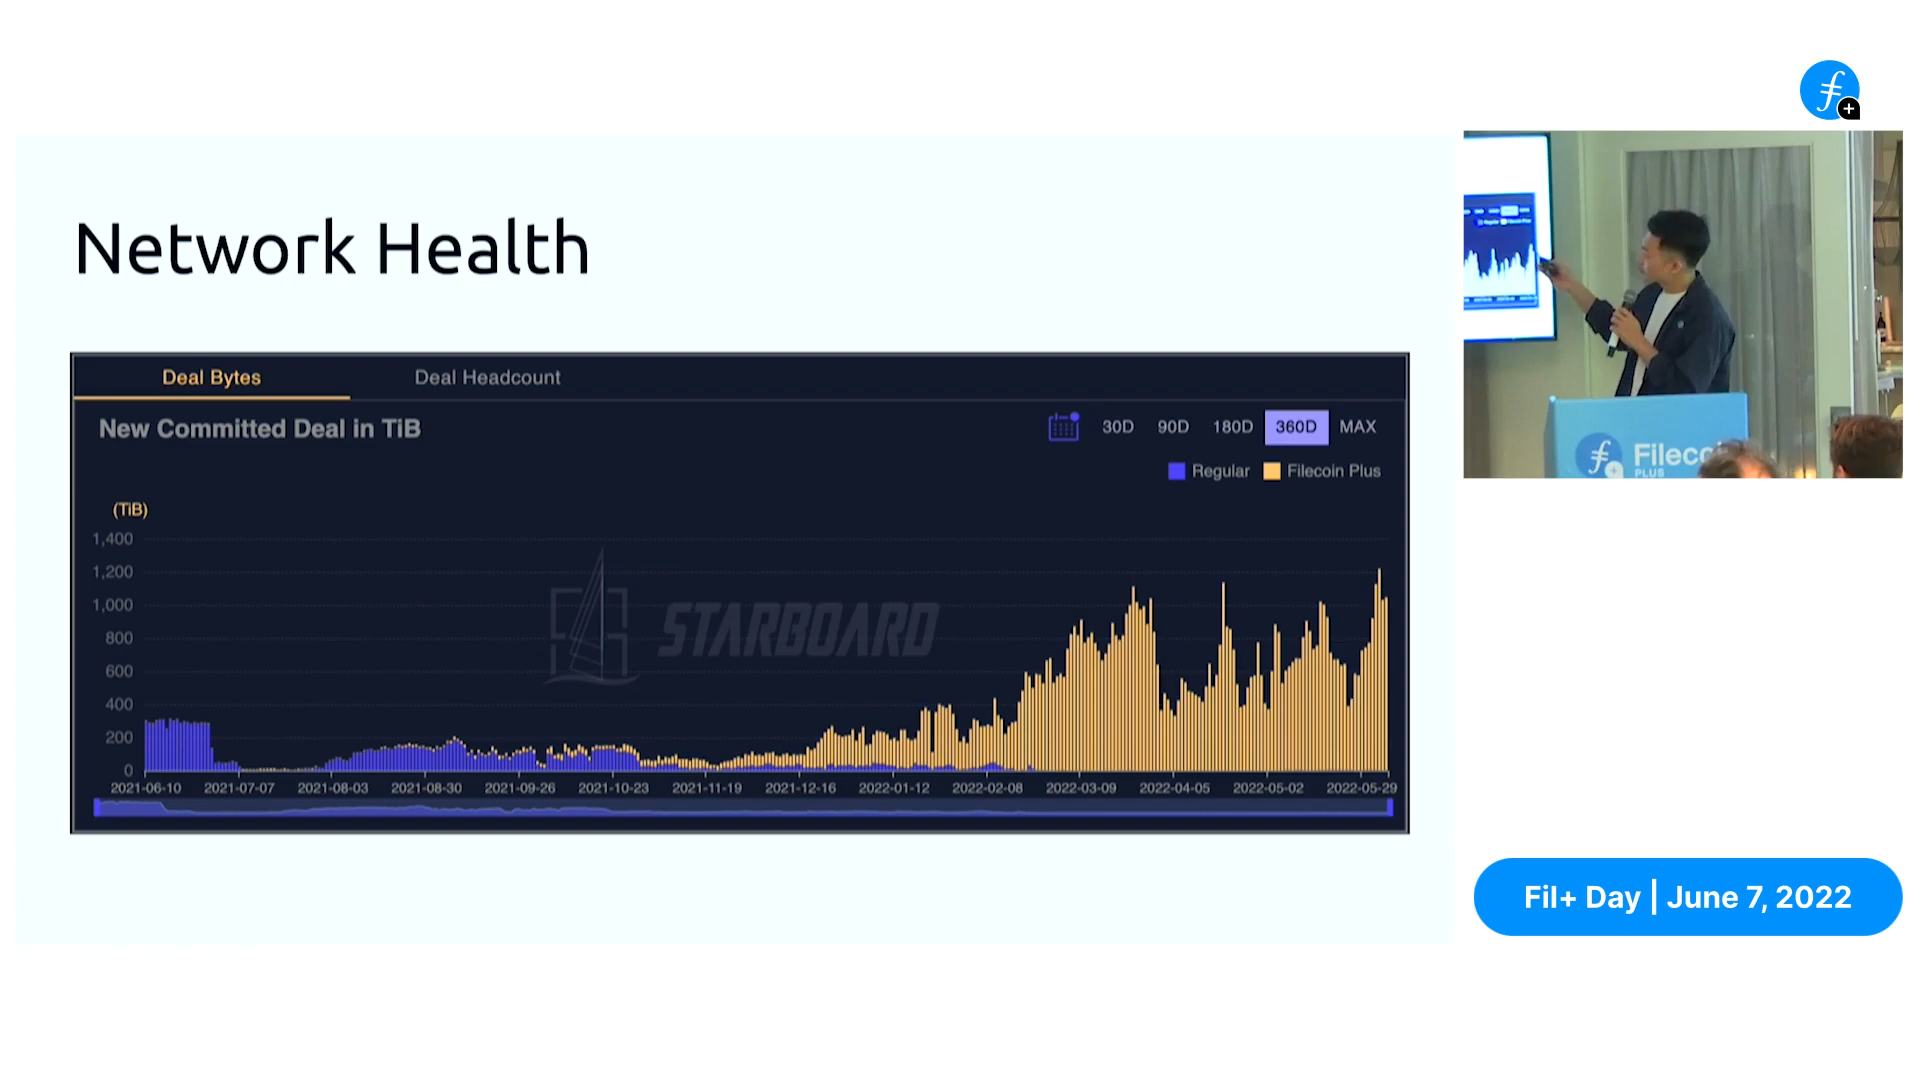 Network Health
Deal Bytes
Deal Headcount
New Committed Deal in TiB
30D
90D
180D
360D
MAX
Regular
Filecoin Plus
(TiB)
1,400
1,200
1,000
800
600
400
200
0
STARBOARD
2021-06-10
2021-07-07
2021-08-03
2021-08-30
2021-09-26
2021-10-23
2021-11-19
2021-12-16
2022-01-12
2022-02-08
2022-03-09
2022-04-05
2022-05-02
2022-05-29
Fileco
PLUS
Fil+ Day | June 7, 2022